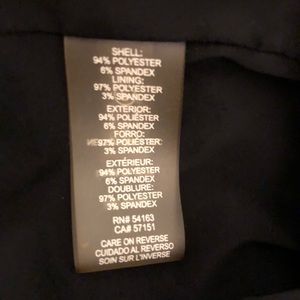 SHELL:
94% POLYESTER
6% SPANDEX
LINING:
97% POLYESTER
3% SPANDEX
EXTERIOR:
94% POLIÉSTER
6% SPANDEX
FORRO:
97% POLIÉSTER:
3% SPANDEX
EXTÉRIEUR:
94% POLYESTER
6% SPANDEX
DOUBLURE:
97% POLYESTER
3% SPANDEX
RN# 54163
CA# 57151
CARE ON REVERSE
CUIDADO AL REVERSO
SOIN SUR L'INVERSE